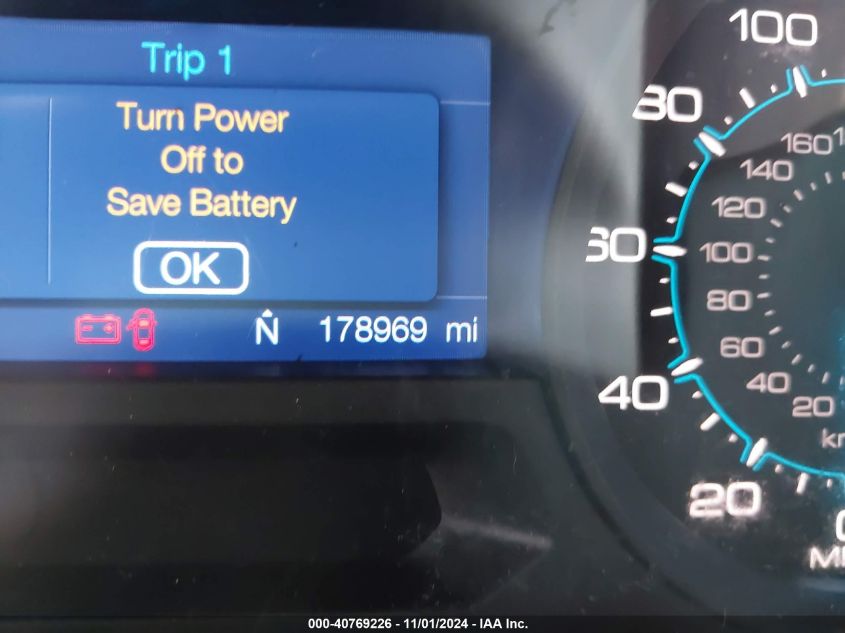 Trip 1
Turn Power
Off to
Save Battery
OK
N 178969 mi
100
80
60
40
20
160
140
120
100
80
60
40
20
000-40769226 - 11/01/2024 - IAA Inc.